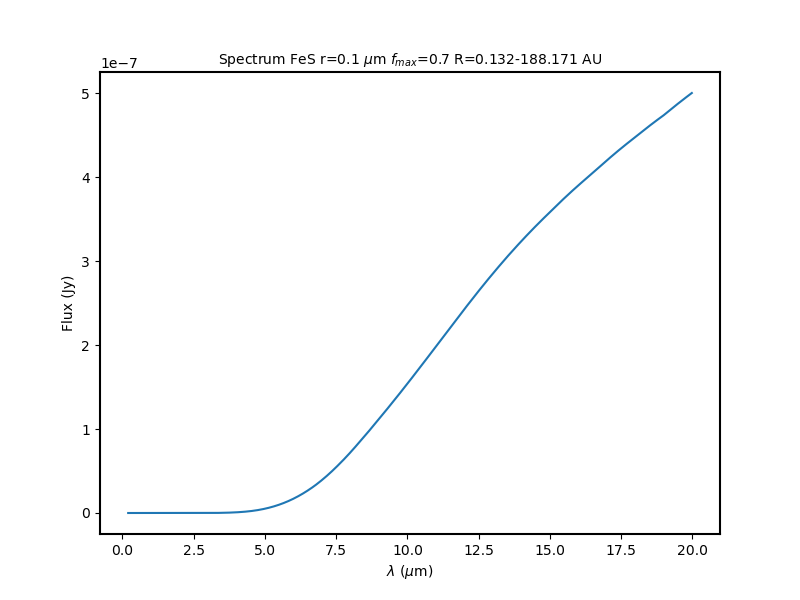 Spectrum FeS r=0.1 μm f_max=0.7 R=0.132-188.171 AU
1e−7
5
4
3
2
1
0
Flux (Jy)
0.0 2.5 5.0 7.5 10.0 12.5 15.0 17.5 20.0
λ (μm)